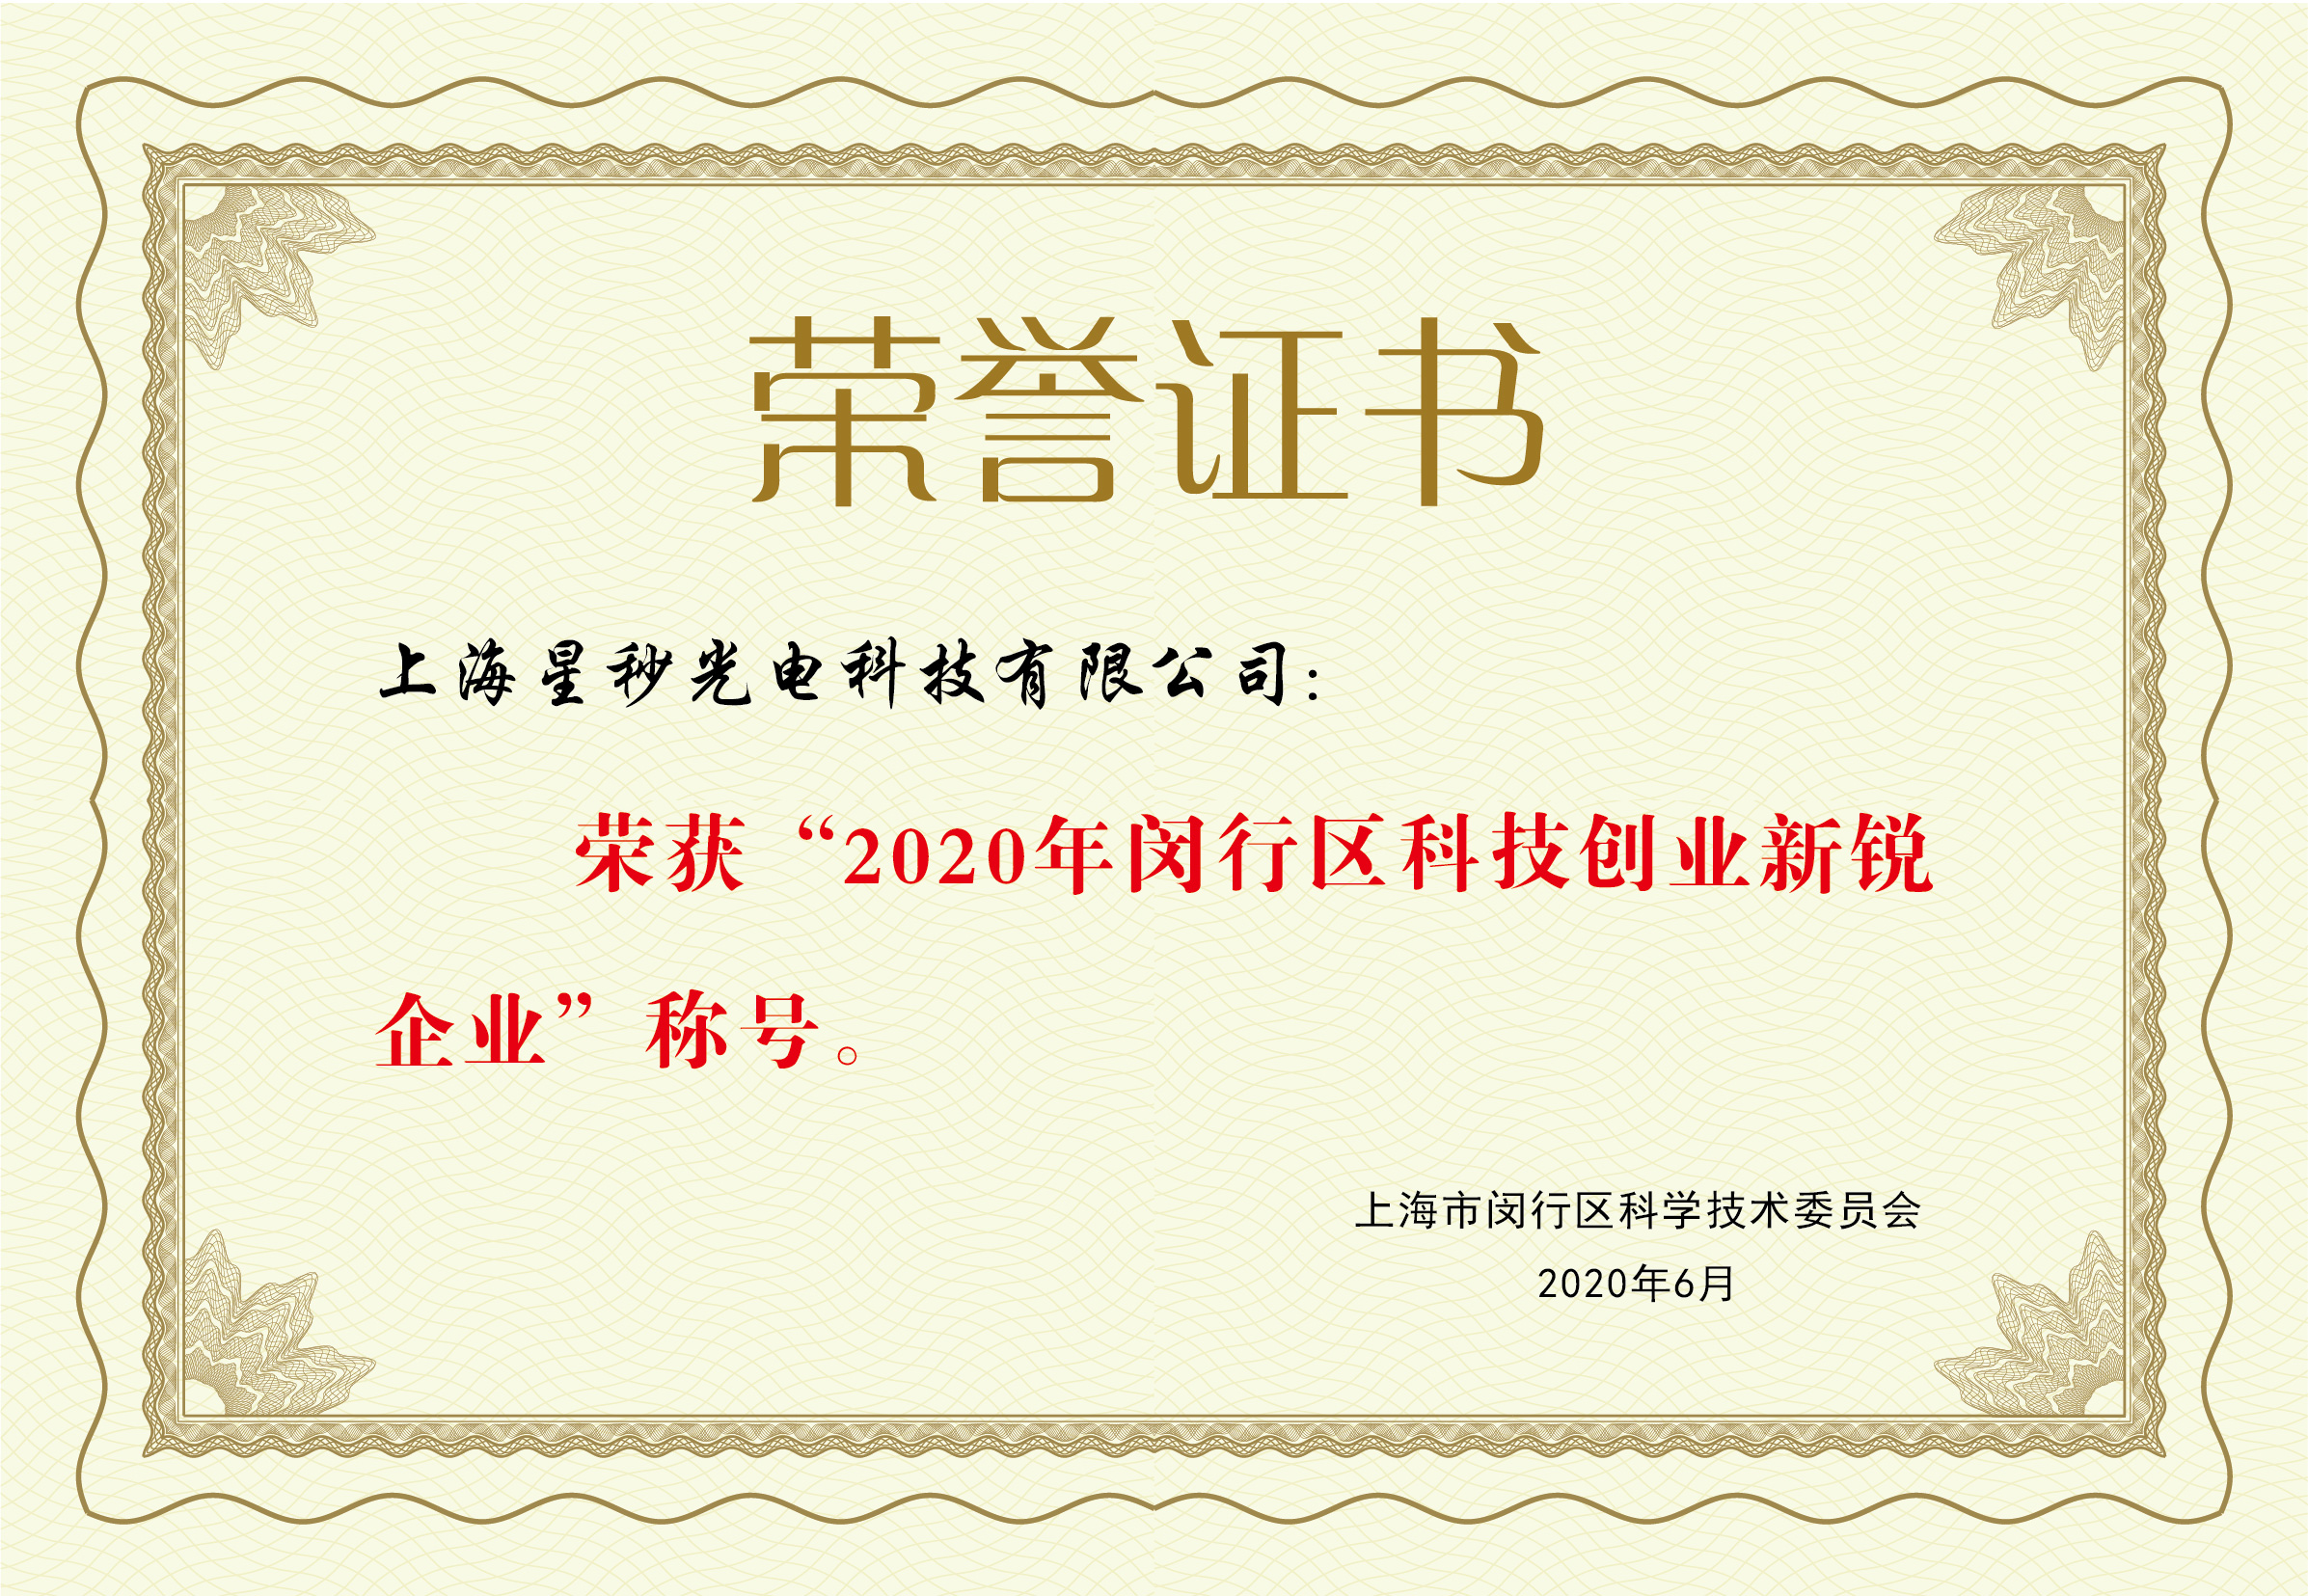 荣誉证书
上海星秒光电科技有限公司：
荣获“2020年闵行区科技创业新锐
企业”称号。
上海市闵行区科学技术委员会
2020年6月